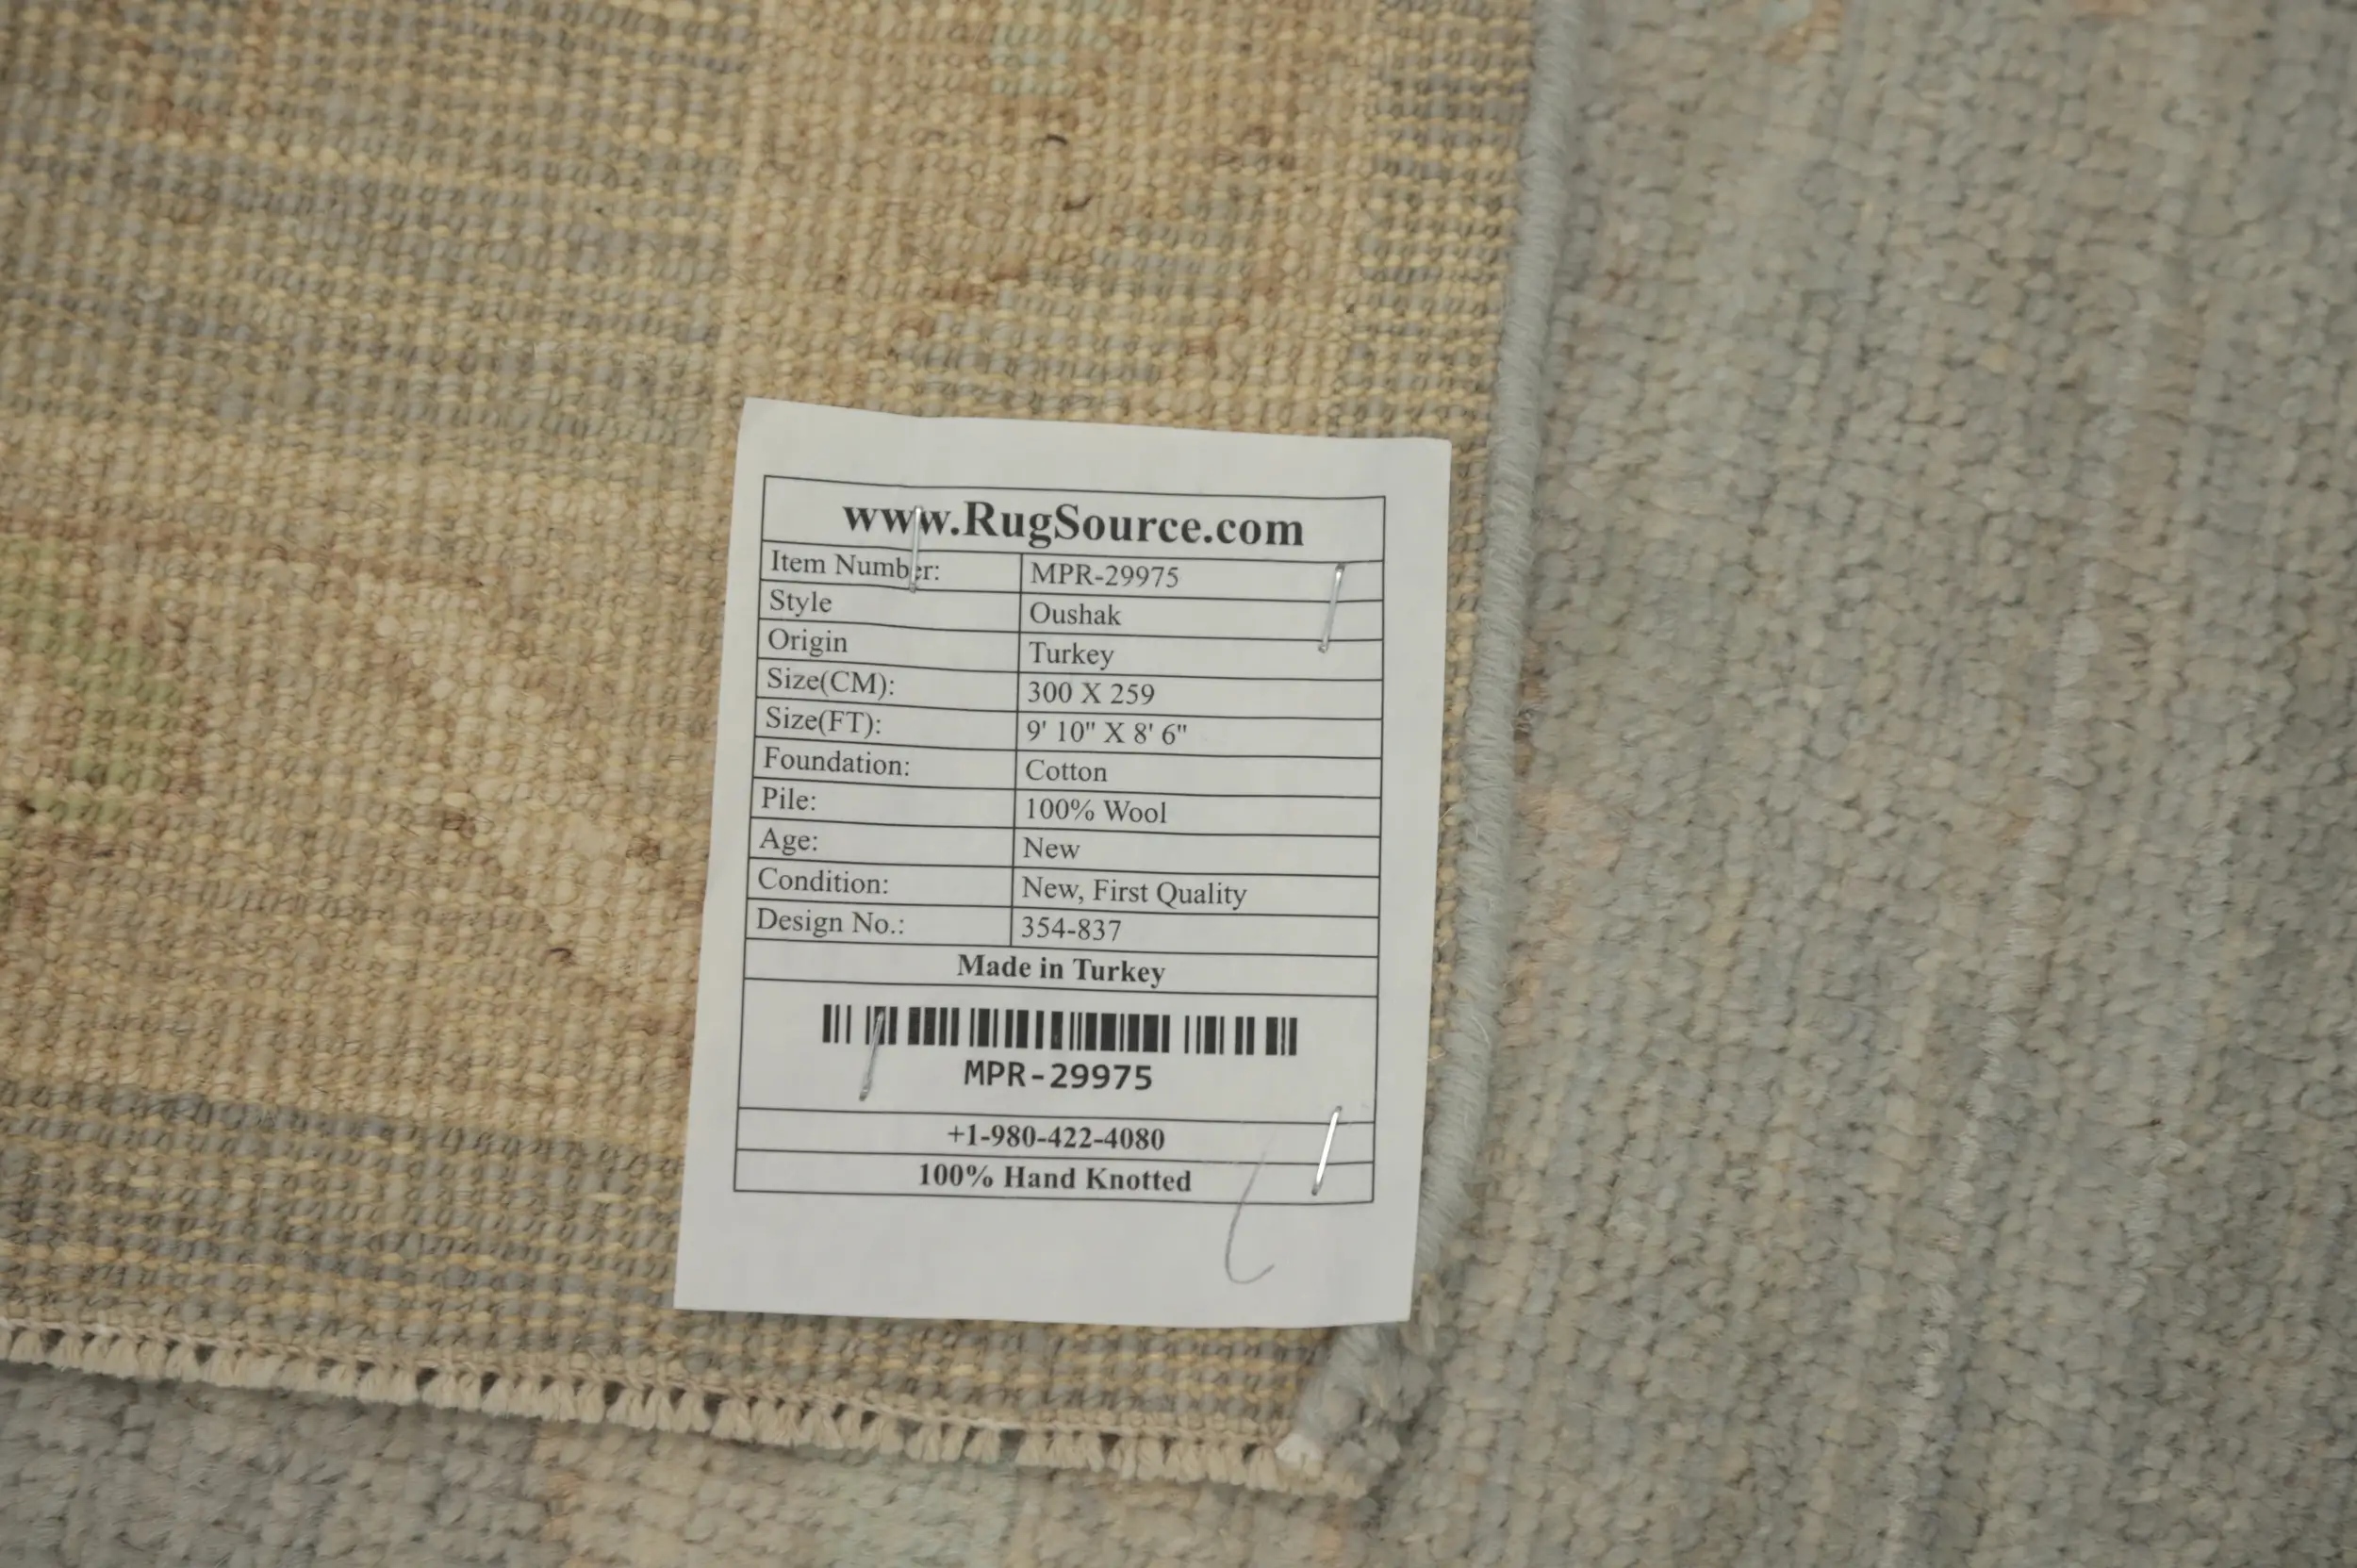 www.RugSource.com
Item Number: MPR-29975
Style Oushak
Origin Turkey
Size(CM): 300 X 259
Size(FT): 9' 10" X 8' 6"
Foundation: Cotton
Pile: 100% Wool
Age: New
Condition: New, First Quality
Design No.: 354-837
Made in Turkey
MPR-29975
+1-980-422-4080
100% Hand Knotted